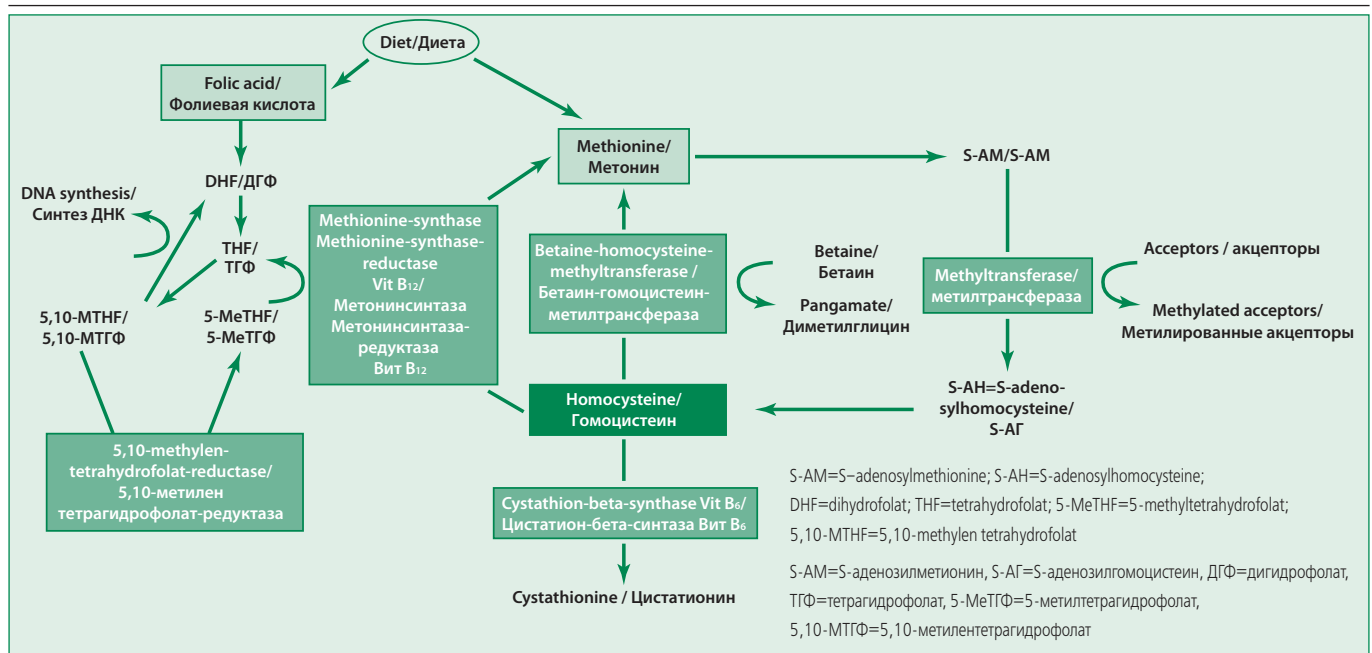 Diet/Диета
Folic acid/
Фолиевая кислота
Methionine/
Метонин
S-AM/S-AM
DHF/ДГФ
DNA synthesis/
Синтез ДНК
THF/
ТГФ
5,10-MTHF/
5,10-МТГФ
5-MeTHF/
5-МеТГФ
5,10-methylen-
tetrahydrofolat-reductase/
5,10-метилен
тетрагидрофолат-редуктаза
Methionine-synthase
Methionine-synthase-
reductase
Vit B12/
Метонинсинтаза
Метонинсинтаза-
редуктаза
Вит B12
Betaine-homocysteine-
methyltransferase /
Бетаин-гомоцистеин-
метилтрансфераза
Betaine/
Бетаин
Pangamate/
Диметилглицин
Methyltransferase/
метилтрансфераза
Acceptors / акцепторы
Methylated acceptors/
Метилированные акцепторы
S-AH=S-adeno-
sylhomocysteine/
S-АГ
Homocysteine/
Гомоцистеин
Cystathion-beta-synthase Vit B6/
Цистатион-бета-синтаза Вит B6
Cystathionine / Цистатионин
S-AM=S–adenosylmethionine; S-AH=S-adenosylhomocysteine;
DHF=dihydrofolat; THF=tetrahydrofolat; 5-MeTHF=5-methyltetrahydrofolat;
5,10-MTHF=5,10-methylen tetrahydrofolat
S-AM=S-аденозилметионин, S-АГ=S-аденозилгомоцистеин, ДГФ=дигидрофолат,
ТГФ=тетрагидрофолат, 5-МеТГФ=5-метилтетрагидрофолат,
5,10-МТГФ=5,10-метилентетрагидрофолат